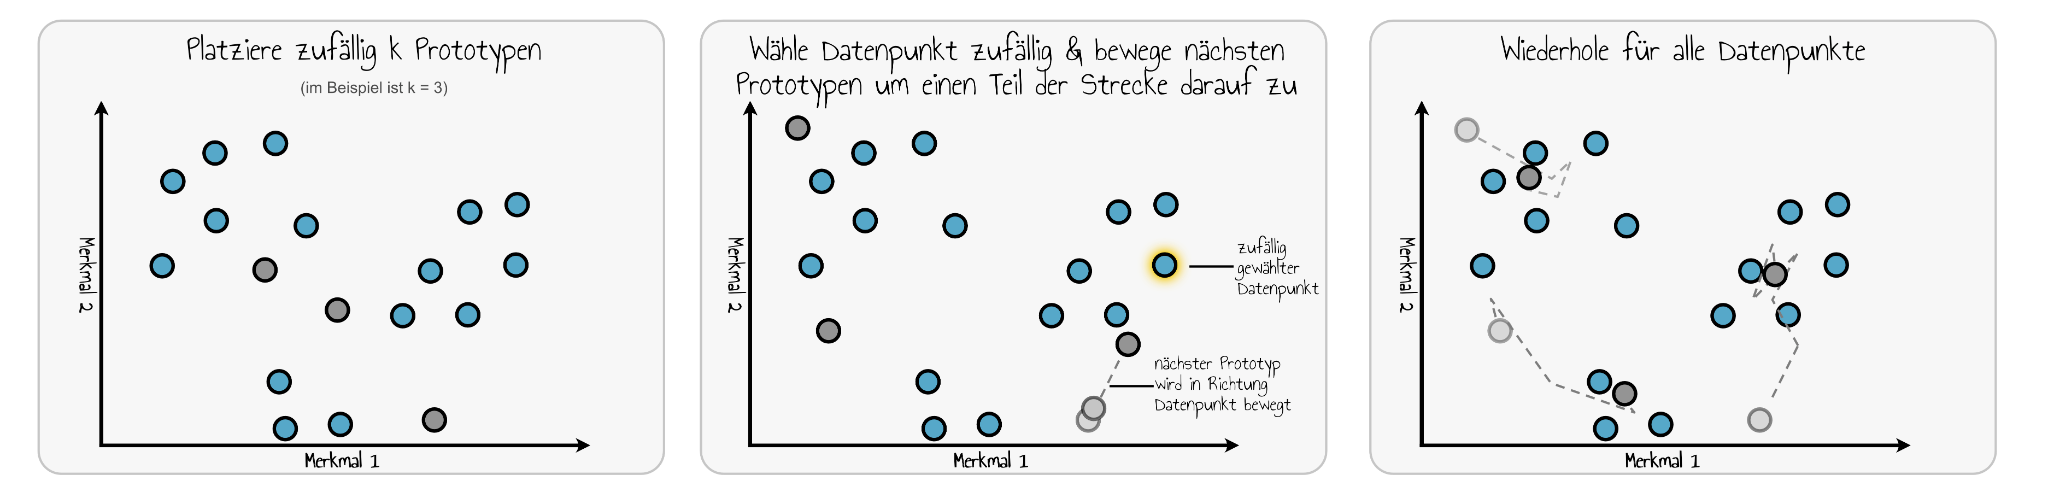 Platziere zufällig k Prototypen
(im Beispiel ist k = 3)
Merkmal 2
Merkmal 1
Wähle Datenpunkt zufällig & bewege nächsten
Prototypen um einen Teil der Strecke darauf zu
Merkmal 2
zufällig
gewählter
Datenpunkt
nächster Prototyp
wird in Richtung
Datenpunkt bewegt
Merkmal 1
Wiederhole für alle Datenpunkte
Merkmal 2
Merkmal 1